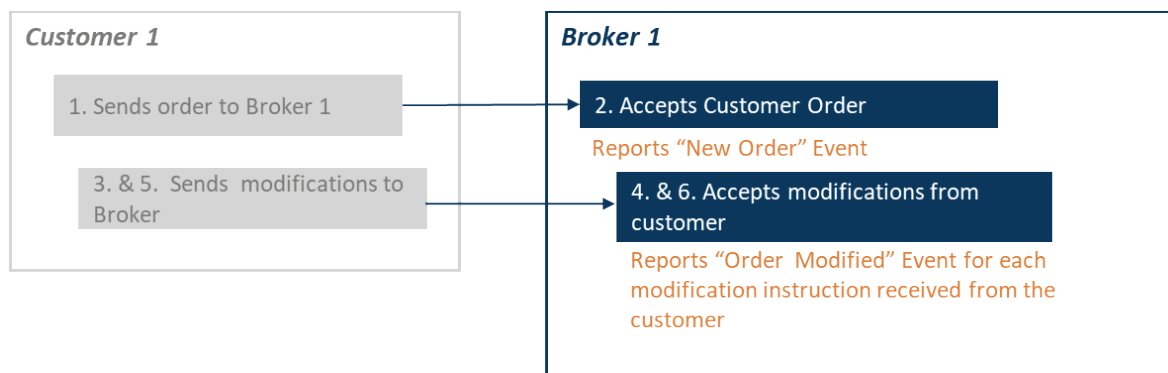 Customer 1
Broker 1
1. Sends order to Broker 1
2. Accepts Customer Order
Reports “New Order” Event
3. & 5. Sends modifications to
Broker
4. & 6. Accepts modifications from
customer
Reports “Order Modified” Event for each
modification instruction received from the
customer